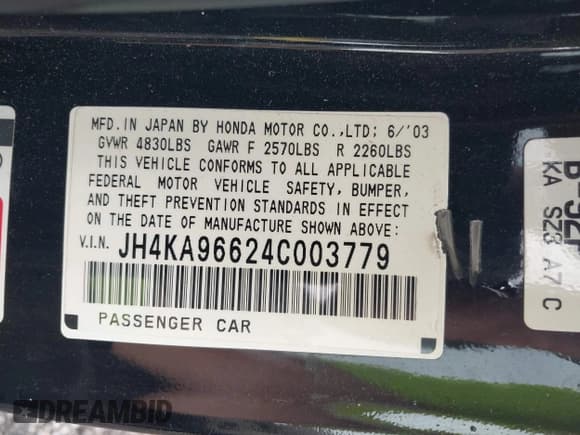 MFD.IN JAPAN BY HONDA MOTOR CO.,LTD; 6/'03
GVWR 4830LBS GAWR F 2570LBS R 2260LBS
THIS VEHICLE CONFORMS TO ALL APPLICABLE
FEDERAL MOTOR VEHICLE SAFETY, BUMPER,
AND THEFT PREVENTION STANDARDS IN EFFECT
ON THE DATE OF MANUFACTURE SHOWN ABOVE:
V.I.N. JH4KA96624C003779
PASSENGER CAR
KA SZ3 A7 C
DREAMBID